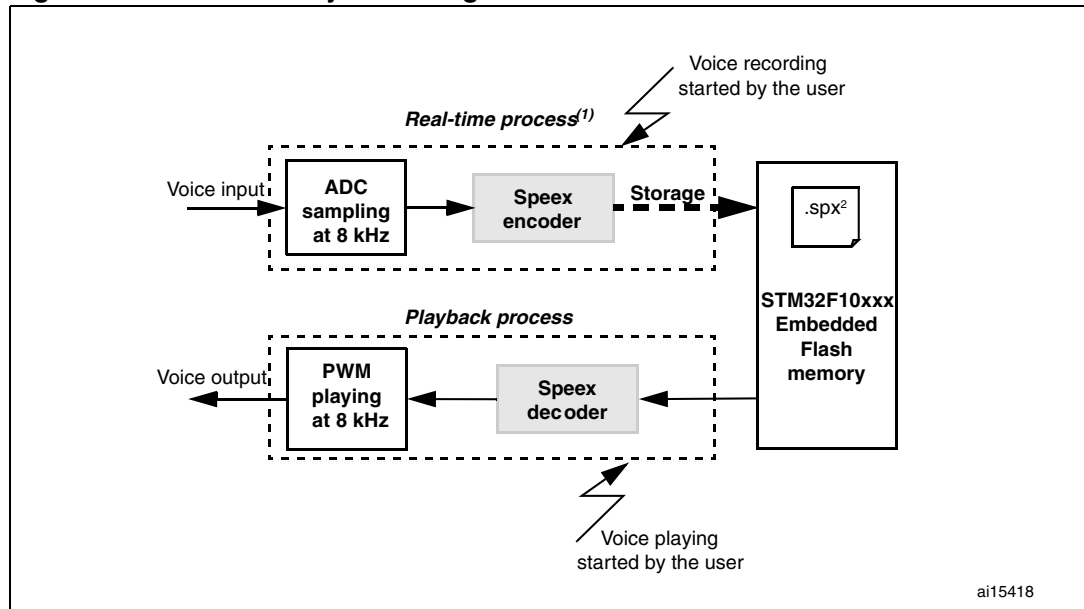 Voice recording
started by the user
Real-time process(1)
Voice input
ADC
sampling
at 8 kHz
Speex
encoder
Storage
.spx2
STM32F10xxx
Embedded
Flash
memory
Playback process
Voice output
PWM
playing
at 8 kHz
Speex
decoder
Voice playing
started by the user
ai15418